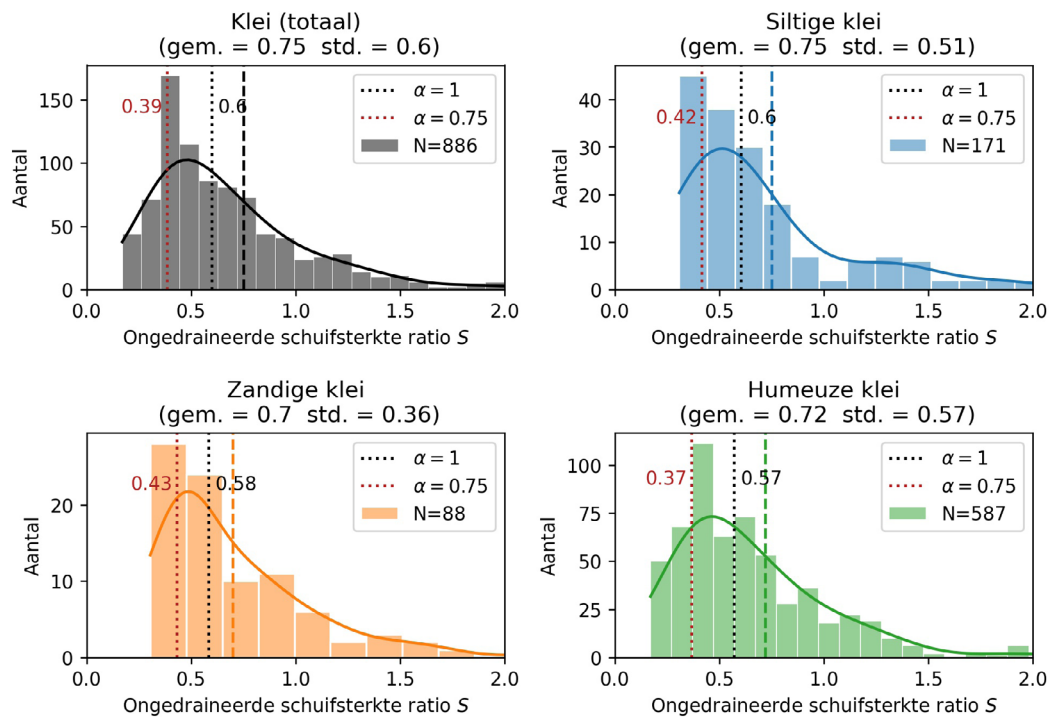 Klei (totaal)
(gem. = 0.75 std. = 0.6)
0.39
0.6
α = 1
α = 0.75
N=886
Aantal
150
100
50
0
0.0 0.5 1.0 1.5 2.0
Ongedraineerde schuifsterkte ratio S
Siltige klei
(gem. = 0.75 std. = 0.51)
0.42
0.6
α = 1
α = 0.75
N=171
Aantal
40
30
20
10
0
0.0 0.5 1.0 1.5 2.0
Ongedraineerde schuifsterkte ratio S
Zandige klei
(gem. = 0.7 std. = 0.36)
0.43
0.58
α = 1
α = 0.75
N=88
Aantal
20
10
0
0.0 0.5 1.0 1.5 2.0
Ongedraineerde schuifsterkte ratio S
Humeuze klei
(gem. = 0.72 std. = 0.57)
0.37
0.57
α = 1
α = 0.75
N=587
Aantal
100
75
50
25
0
0.0 0.5 1.0 1.5 2.0
Ongedraineerde schuifsterkte ratio S